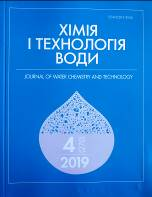 ХІМІЯ
І ТЕХНОЛОГІЯ
ВОДИ
JOURNAL OF WATER CHEMISTRY AND TECHNOLOGY
4
2019